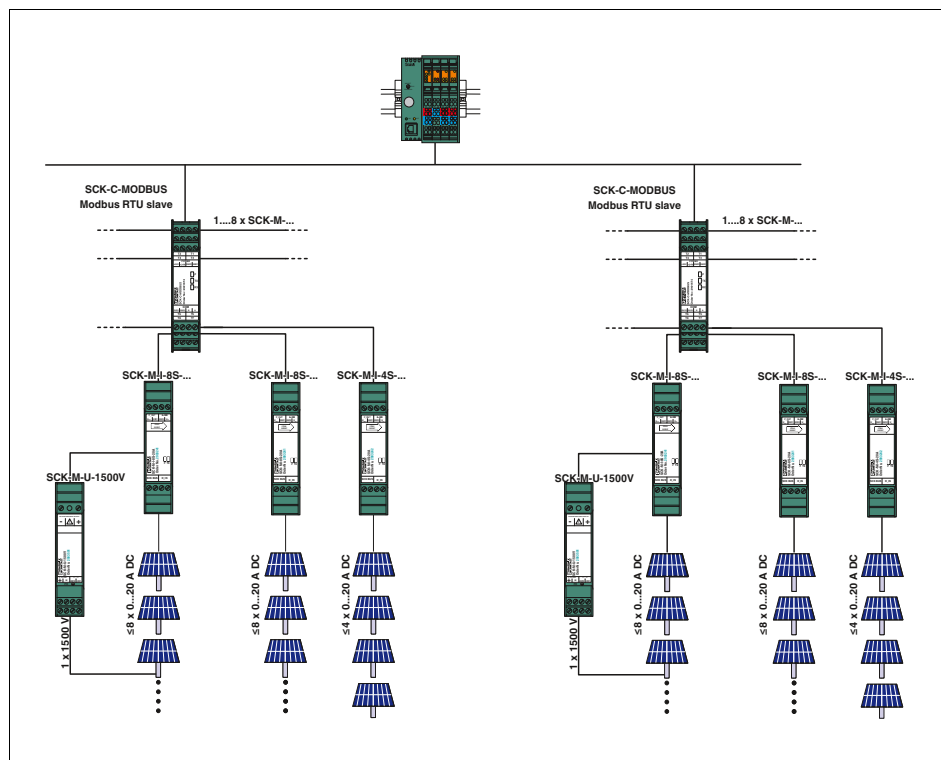 SCK-C-MODBUS
Modbus RTU slave
1....8 x SCK-M-...
SCK-C-MODBUS
Modbus RTU slave
1....8 x SCK-M-...
SCK-M-I-8S-...
SCK-M-I-8S-...
SCK-M-I-4S-...
SCK-M-I-8S-...
SCK-M-I-8S-...
SCK-M-I-4S-...
SCK-M-U-1500V
SCK-M-U-1500V
1 x 1500 V
≤8 x 0...20 A DC
≤8 x 0...20 A DC
≤4 x 0...20 A DC
1 x 1500 V
≤8 x 0...20 A DC
≤8 x 0...20 A DC
≤4 x 0...20 A DC